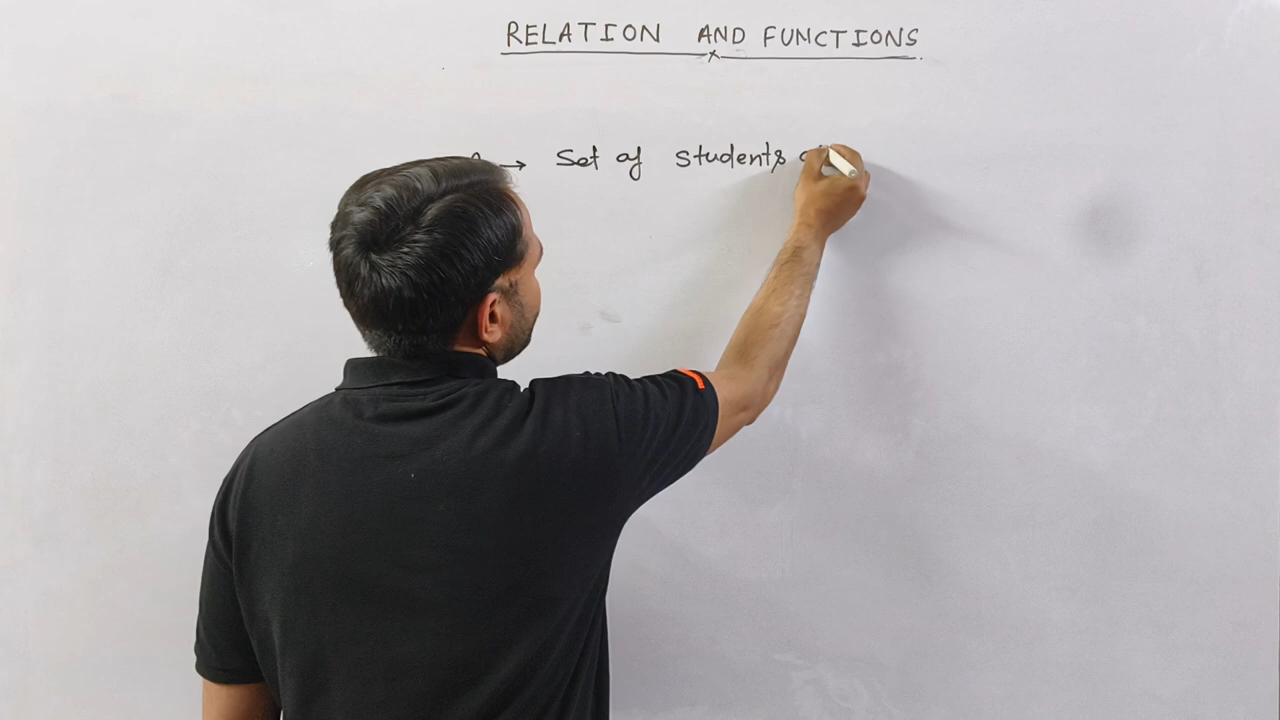 RELATION AND FUNCTIONS
→ Set of students